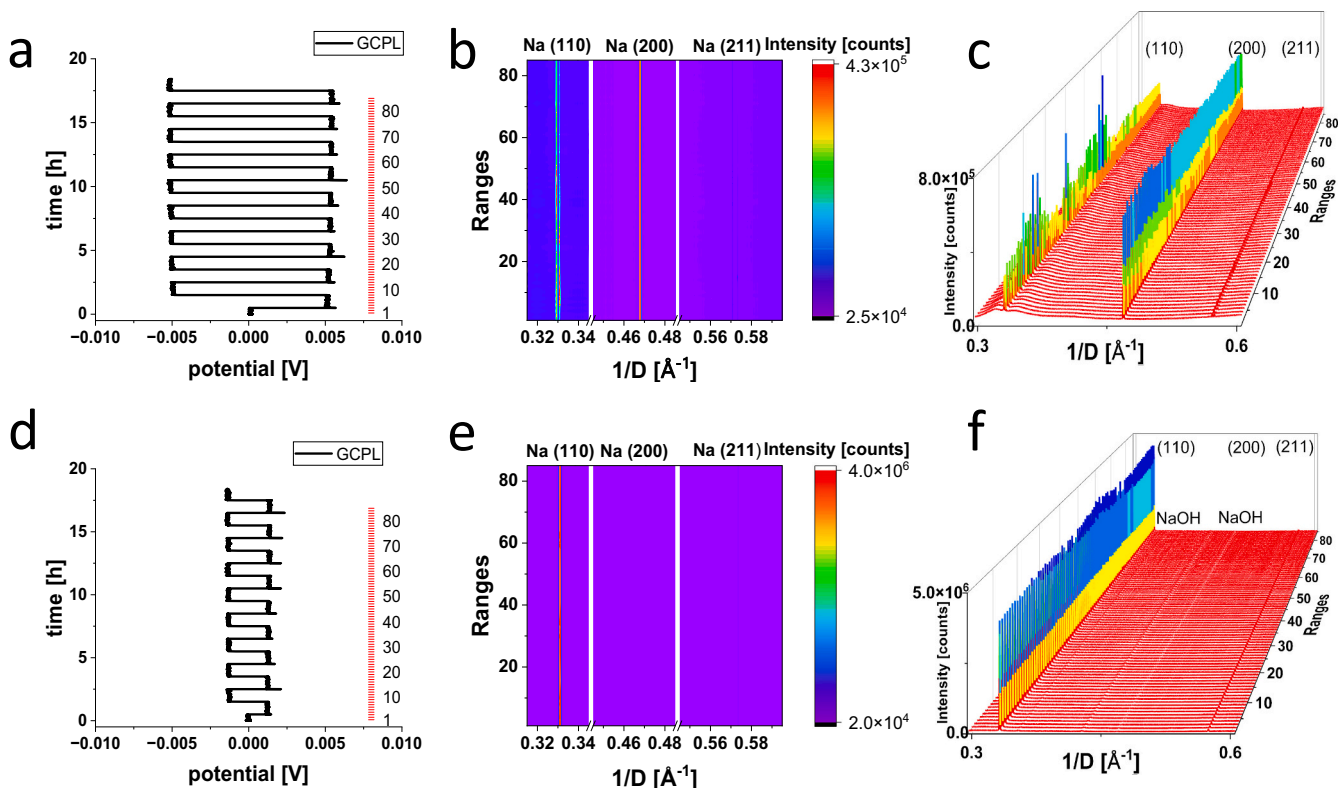 a
GCPL
20
15
10
5
0
time [h]
80
70
60
50
40
30
20
10
1
−0.010 −0.005 0.000 0.005 0.010
potential [V]
b
Na (110) Na (200) Na (211) Intensity [counts]
80
60
40
20
Ranges
4.3×10⁵
2.5×10⁴
0.32 0.34 0.46 0.48 0.56 0.58
1/D [Å⁻¹]
c
(110) (200) (211)
8.0×10⁵
Intensity [counts]
0.0
0.3 0.6
1/D [Å⁻¹]
80
70
60
50
40
30
20
10
Ranges
d
GCPL
20
15
10
5
0
time [h]
80
70
60
50
40
30
20
10
1
−0.010 −0.005 0.000 0.005 0.010
potential [V]
e
Na (110) Na (200) Na (211) Intensity [counts]
80
60
40
20
Ranges
4.0×10⁶
2.0×10⁴
0.32 0.34 0.46 0.48 0.56 0.58
1/D [Å⁻¹]
f
(110) (200) (211)
NaOH NaOH
5.0×10⁶
Intensity [counts]
0.0
0.3 0.6
1/D [Å⁻¹]
80
70
60
50
40
30
20
10
Ranges